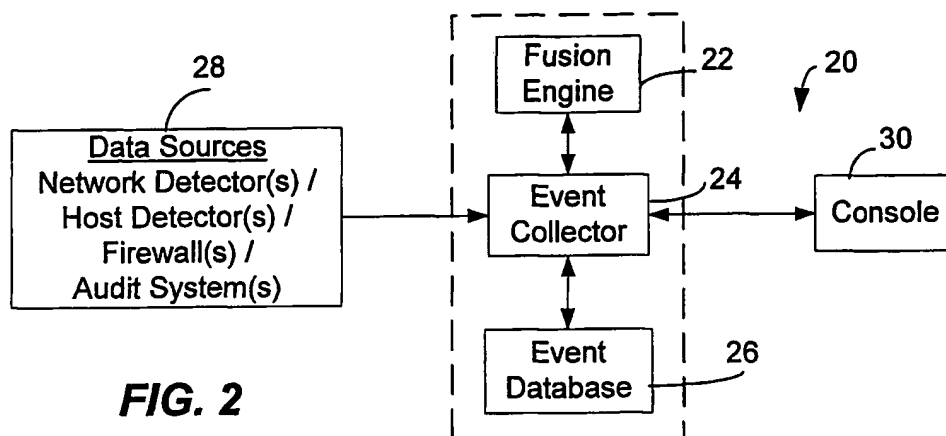 28
Data Sources
Network Detector(s) /
Host Detector(s) /
Firewall(s) /
Audit System(s)
Fusion
Engine
22
20
Event
Collector
24
30
Console
Event
Database
26
FIG. 2